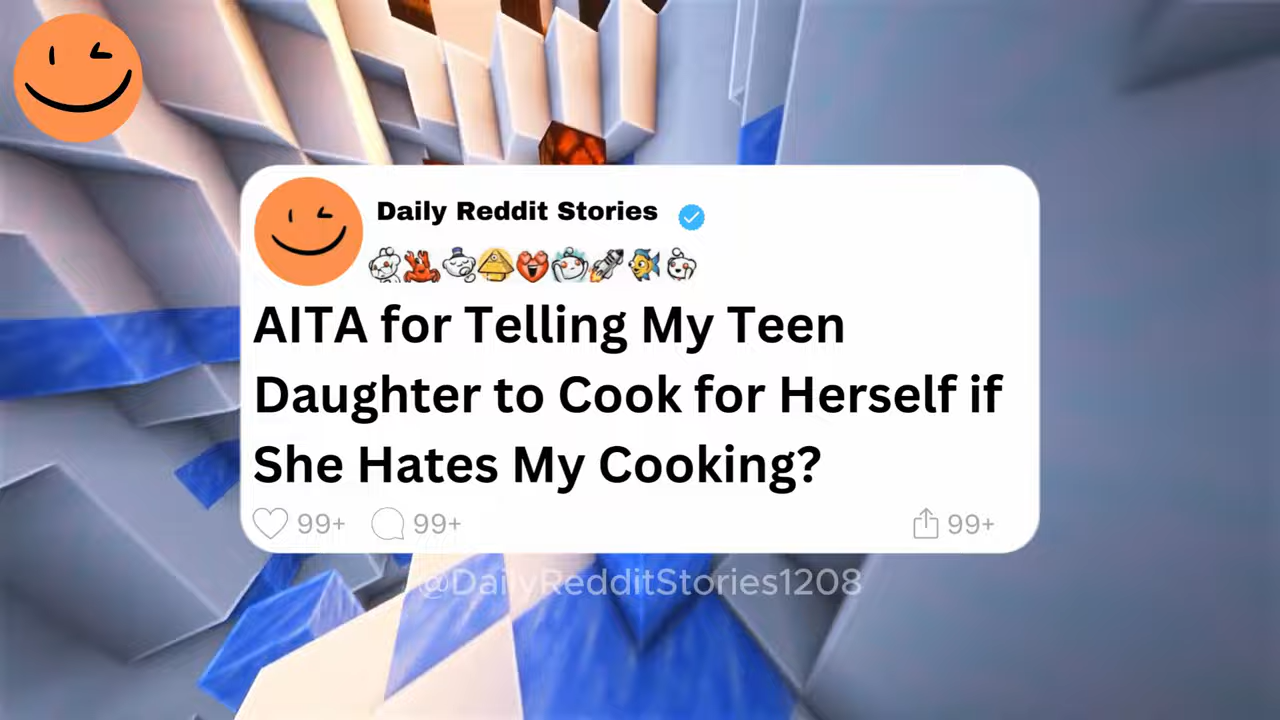 Daily Reddit Stories
AITA for Telling My Teen
Daughter to Cook for Herself if
She Hates My Cooking?
99+ 99+ 99+
@DailyRedditStories1208